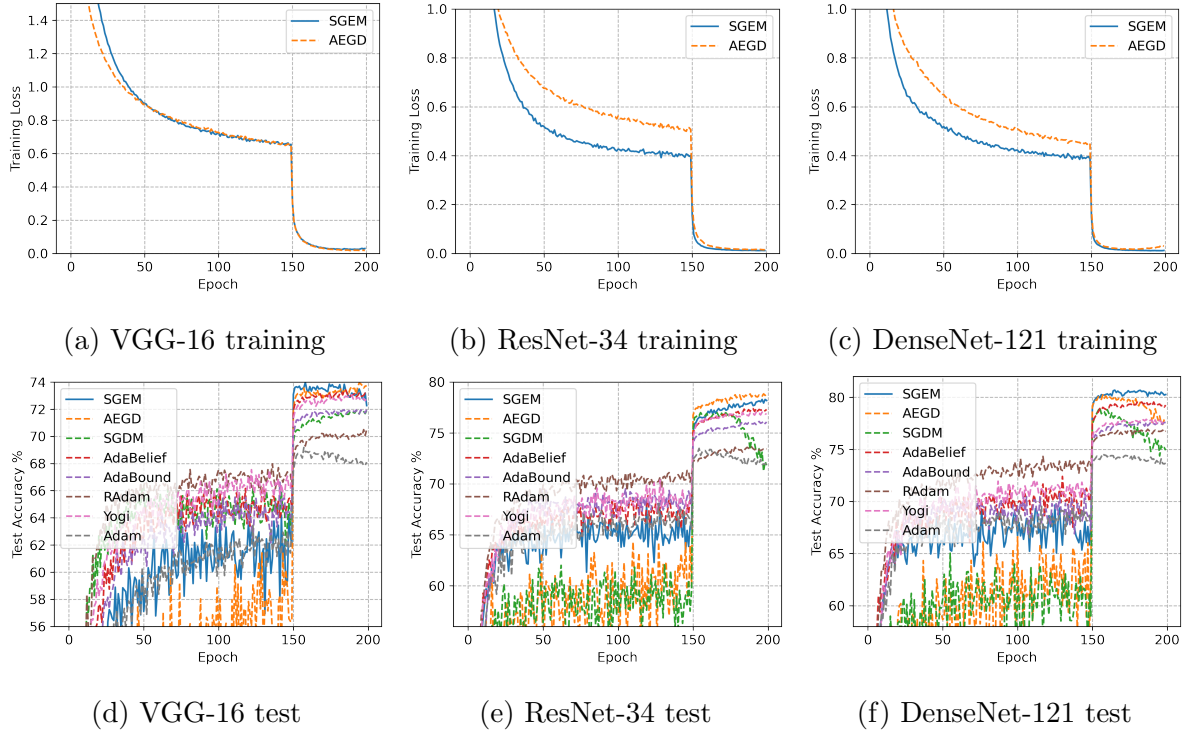 1.4
1.2
1.0
0.8
0.6
0.4
0.2
0.0
Training Loss
SGEM
AEGD
0 50 100 150 200
Epoch
(a) VGG-16 training
1.0
0.8
0.6
0.4
0.2
0.0
Training Loss
SGEM
AEGD
0 50 100 150 200
Epoch
(b) ResNet-34 training
1.0
0.8
0.6
0.4
0.2
0.0
Training Loss
SGEM
AEGD
0 50 100 150 200
Epoch
(c) DenseNet-121 training
74
72
70
68
66
64
62
60
58
56
Test Accuracy %
SGEM
AEGD
SGDM
AdaBelief
AdaBound
RAdam
Yogi
Adam
0 50 100 150 200
Epoch
(d) VGG-16 test
80
75
70
65
60
Test Accuracy %
SGEM
AEGD
SGDM
AdaBelief
AdaBound
RAdam
Yogi
Adam
0 50 100 150 200
Epoch
(e) ResNet-34 test
80
75
70
65
60
Test Accuracy %
SGEM
AEGD
SGDM
AdaBelief
AdaBound
RAdam
Yogi
Adam
0 50 100 150 200
Epoch
(f) DenseNet-121 test